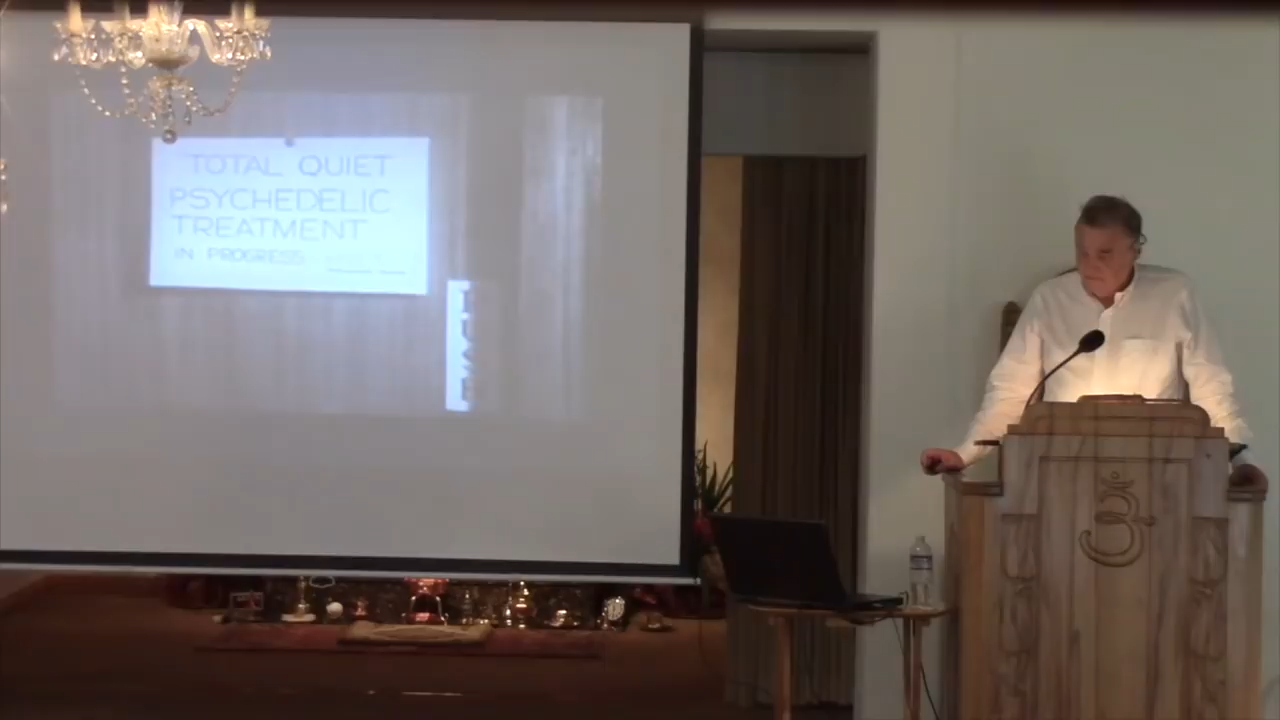 TOTAL QUIET
PSYCHEDELIC
TREATMENT
IN PROGRESS
ॐ